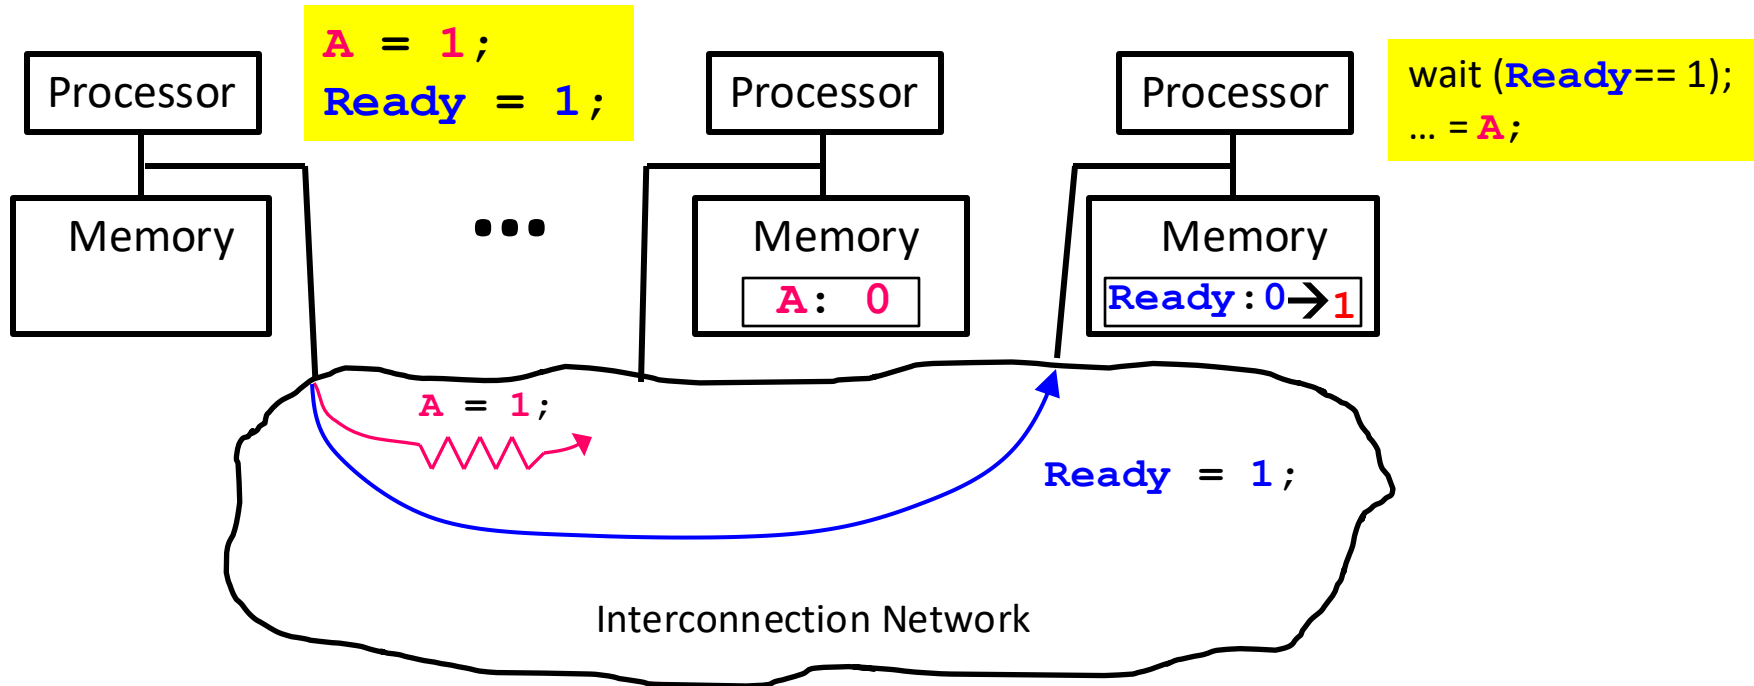 A = 1;
Ready = 1;
Processor
Processor
Processor
wait (Ready== 1);
… = A;
Memory
...
Memory
Memory
A: 0
Ready:0→1
A = 1;
Ready = 1;
Interconnection Network